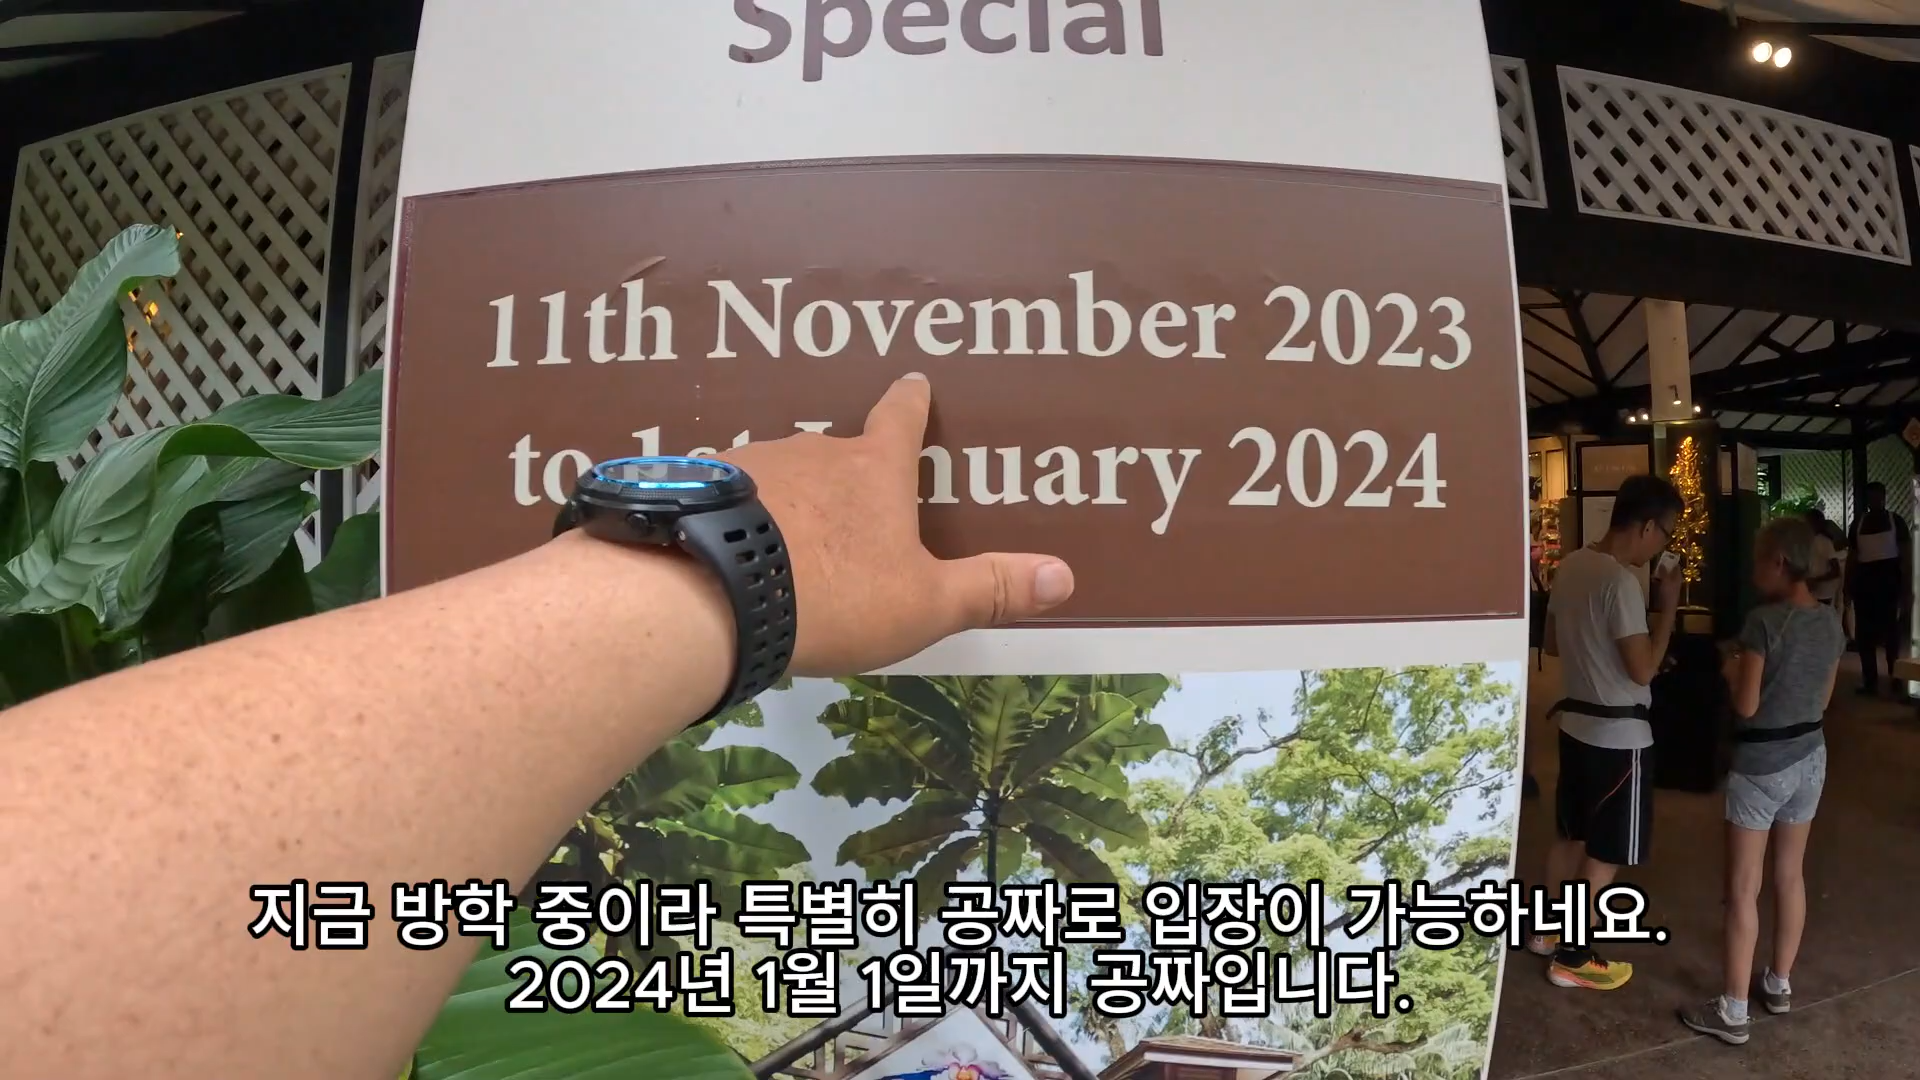 Special
11th November 2023
to 1st January 2024
지금 방학 중이라 특별히 공짜로 입장이 가능하네요.
2024년 1월 1일까지 공짜입니다.